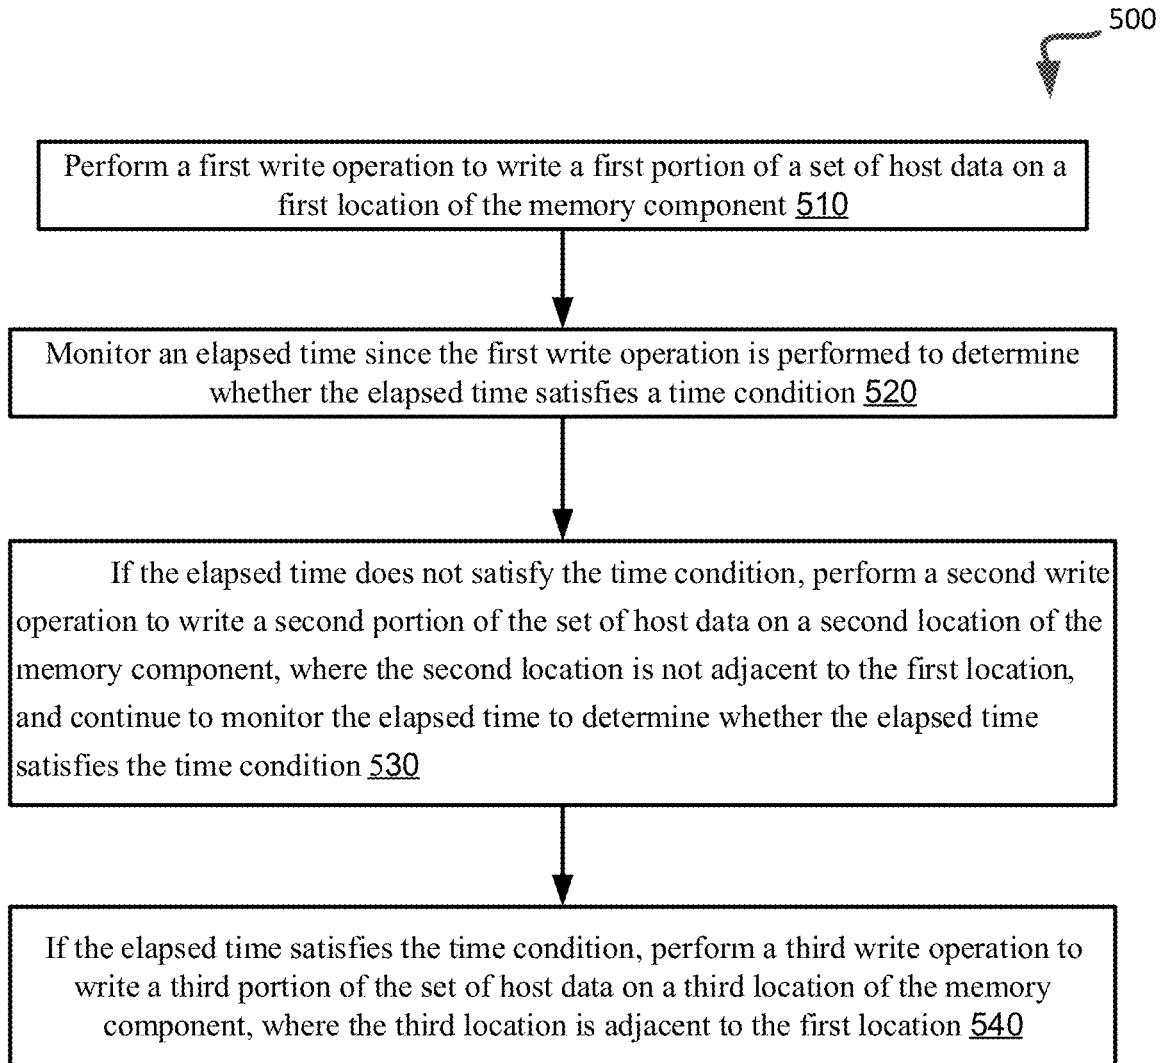 500
Perform a first write operation to write a first portion of a set of host data on a
first location of the memory component 510
Monitor an elapsed time since the first write operation is performed to determine
whether the elapsed time satisfies a time condition 520
If the elapsed time does not satisfy the time condition, perform a second write
operation to write a second portion of the set of host data on a second location of the
memory component, where the second location is not adjacent to the first location,
and continue to monitor the elapsed time to determine whether the elapsed time
satisfies the time condition 530
If the elapsed time satisfies the time condition, perform a third write operation to
write a third portion of the set of host data on a third location of the memory
component, where the third location is adjacent to the first location 540